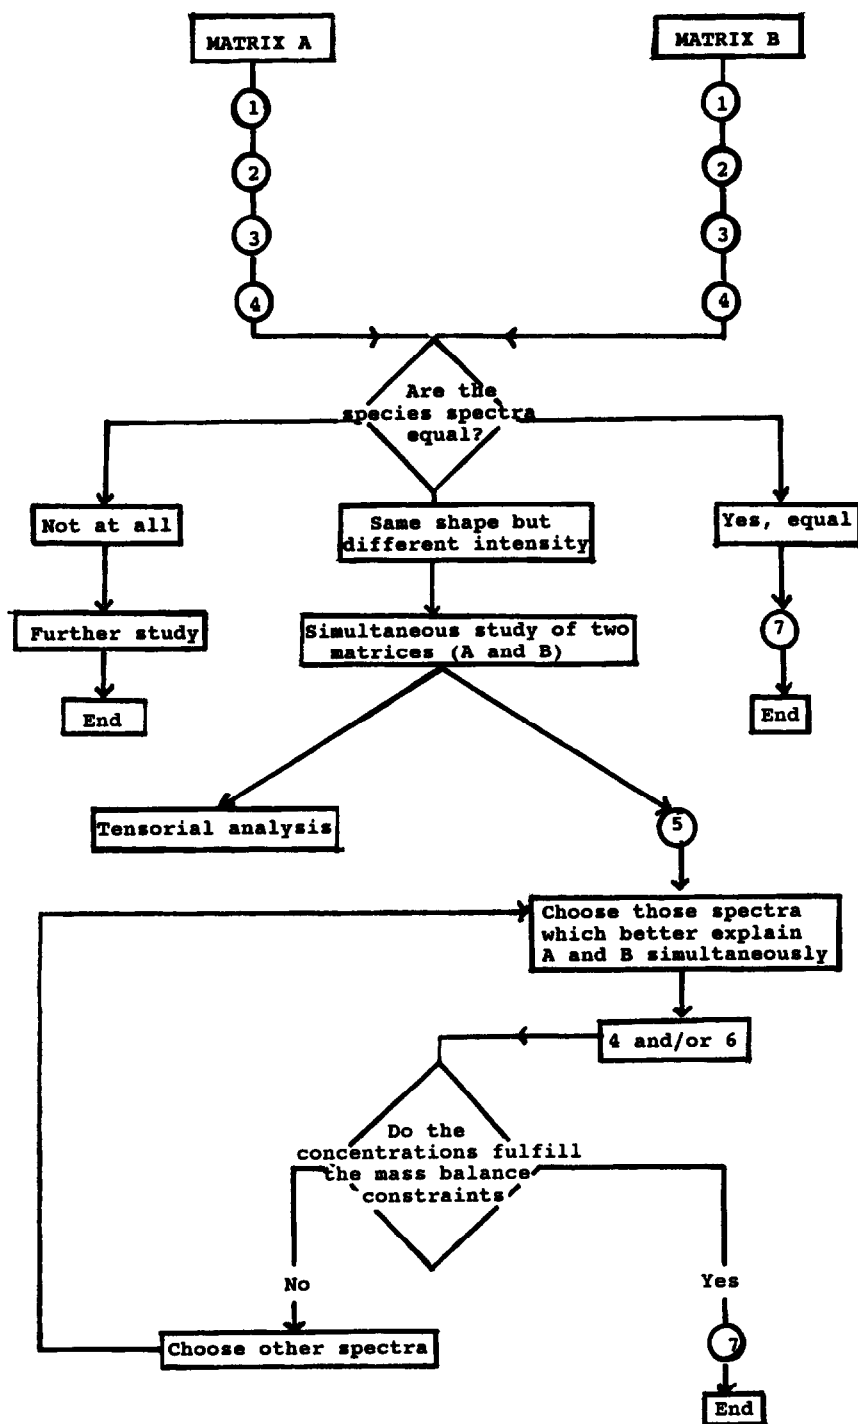 MATRIX A
MATRIX B
1
1
2
2
3
3
4
4
Are the
species spectra
equal?
Not at all
Same shape but
different intensity
Yes, equal
Further study
Simultaneous study of two
matrices (A and B)
7
End
End
Tensorial analysis
5
Choose those spectra
which better explain
A and B simultaneously
4 and/or 6
Do the
concentrations fulfill
the mass balance
constraints
No
Yes
Choose other spectra
7
End